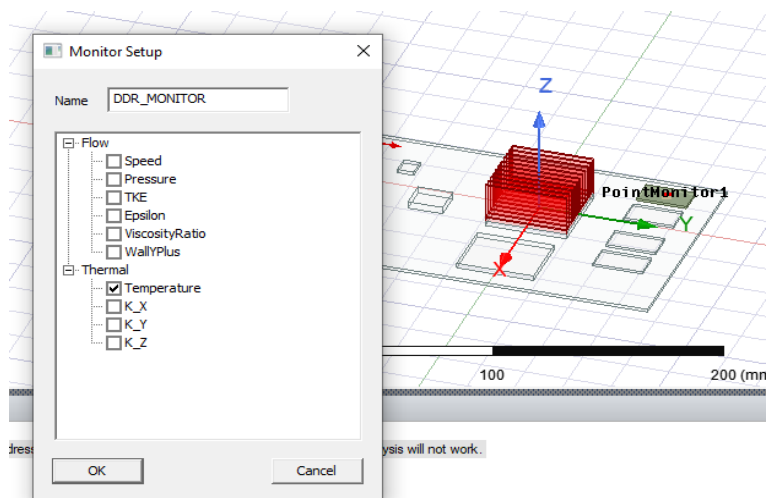 Monitor Setup
Name DDR_MONITOR
Flow
Speed
Pressure
TKE
Epsilon
ViscosityRatio
WallYPlus
Thermal
Temperature
K_X
K_Y
K_Z
OK Cancel
Z
PointMonitor1
Y
X
100 200 (mm
dress
ysis will not work.